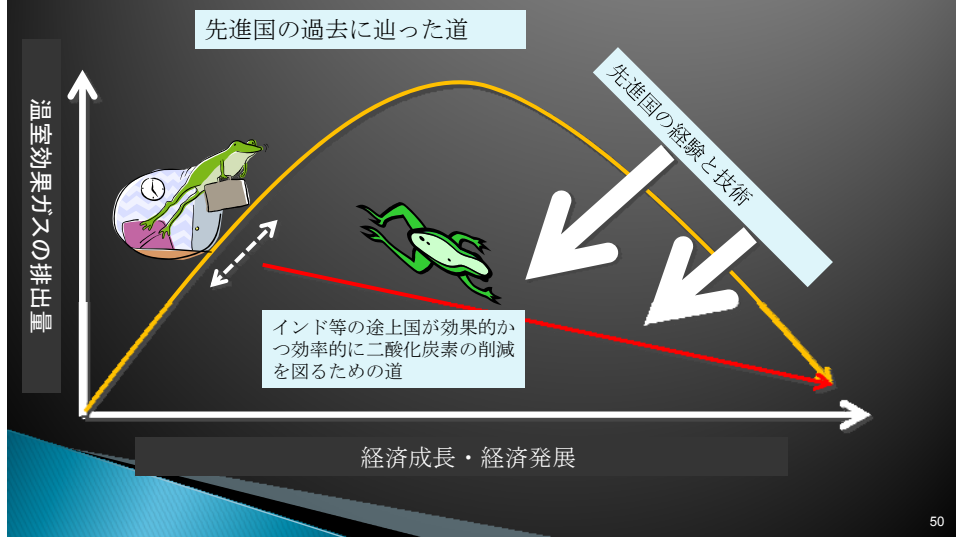 先進国の過去に辿った道
先進国の経験と技術
温室効果ガスの排出量
インド等の途上国が効果的か
つ効率的に二酸化炭素の削減
を図るための道
経済成長・経済発展
50